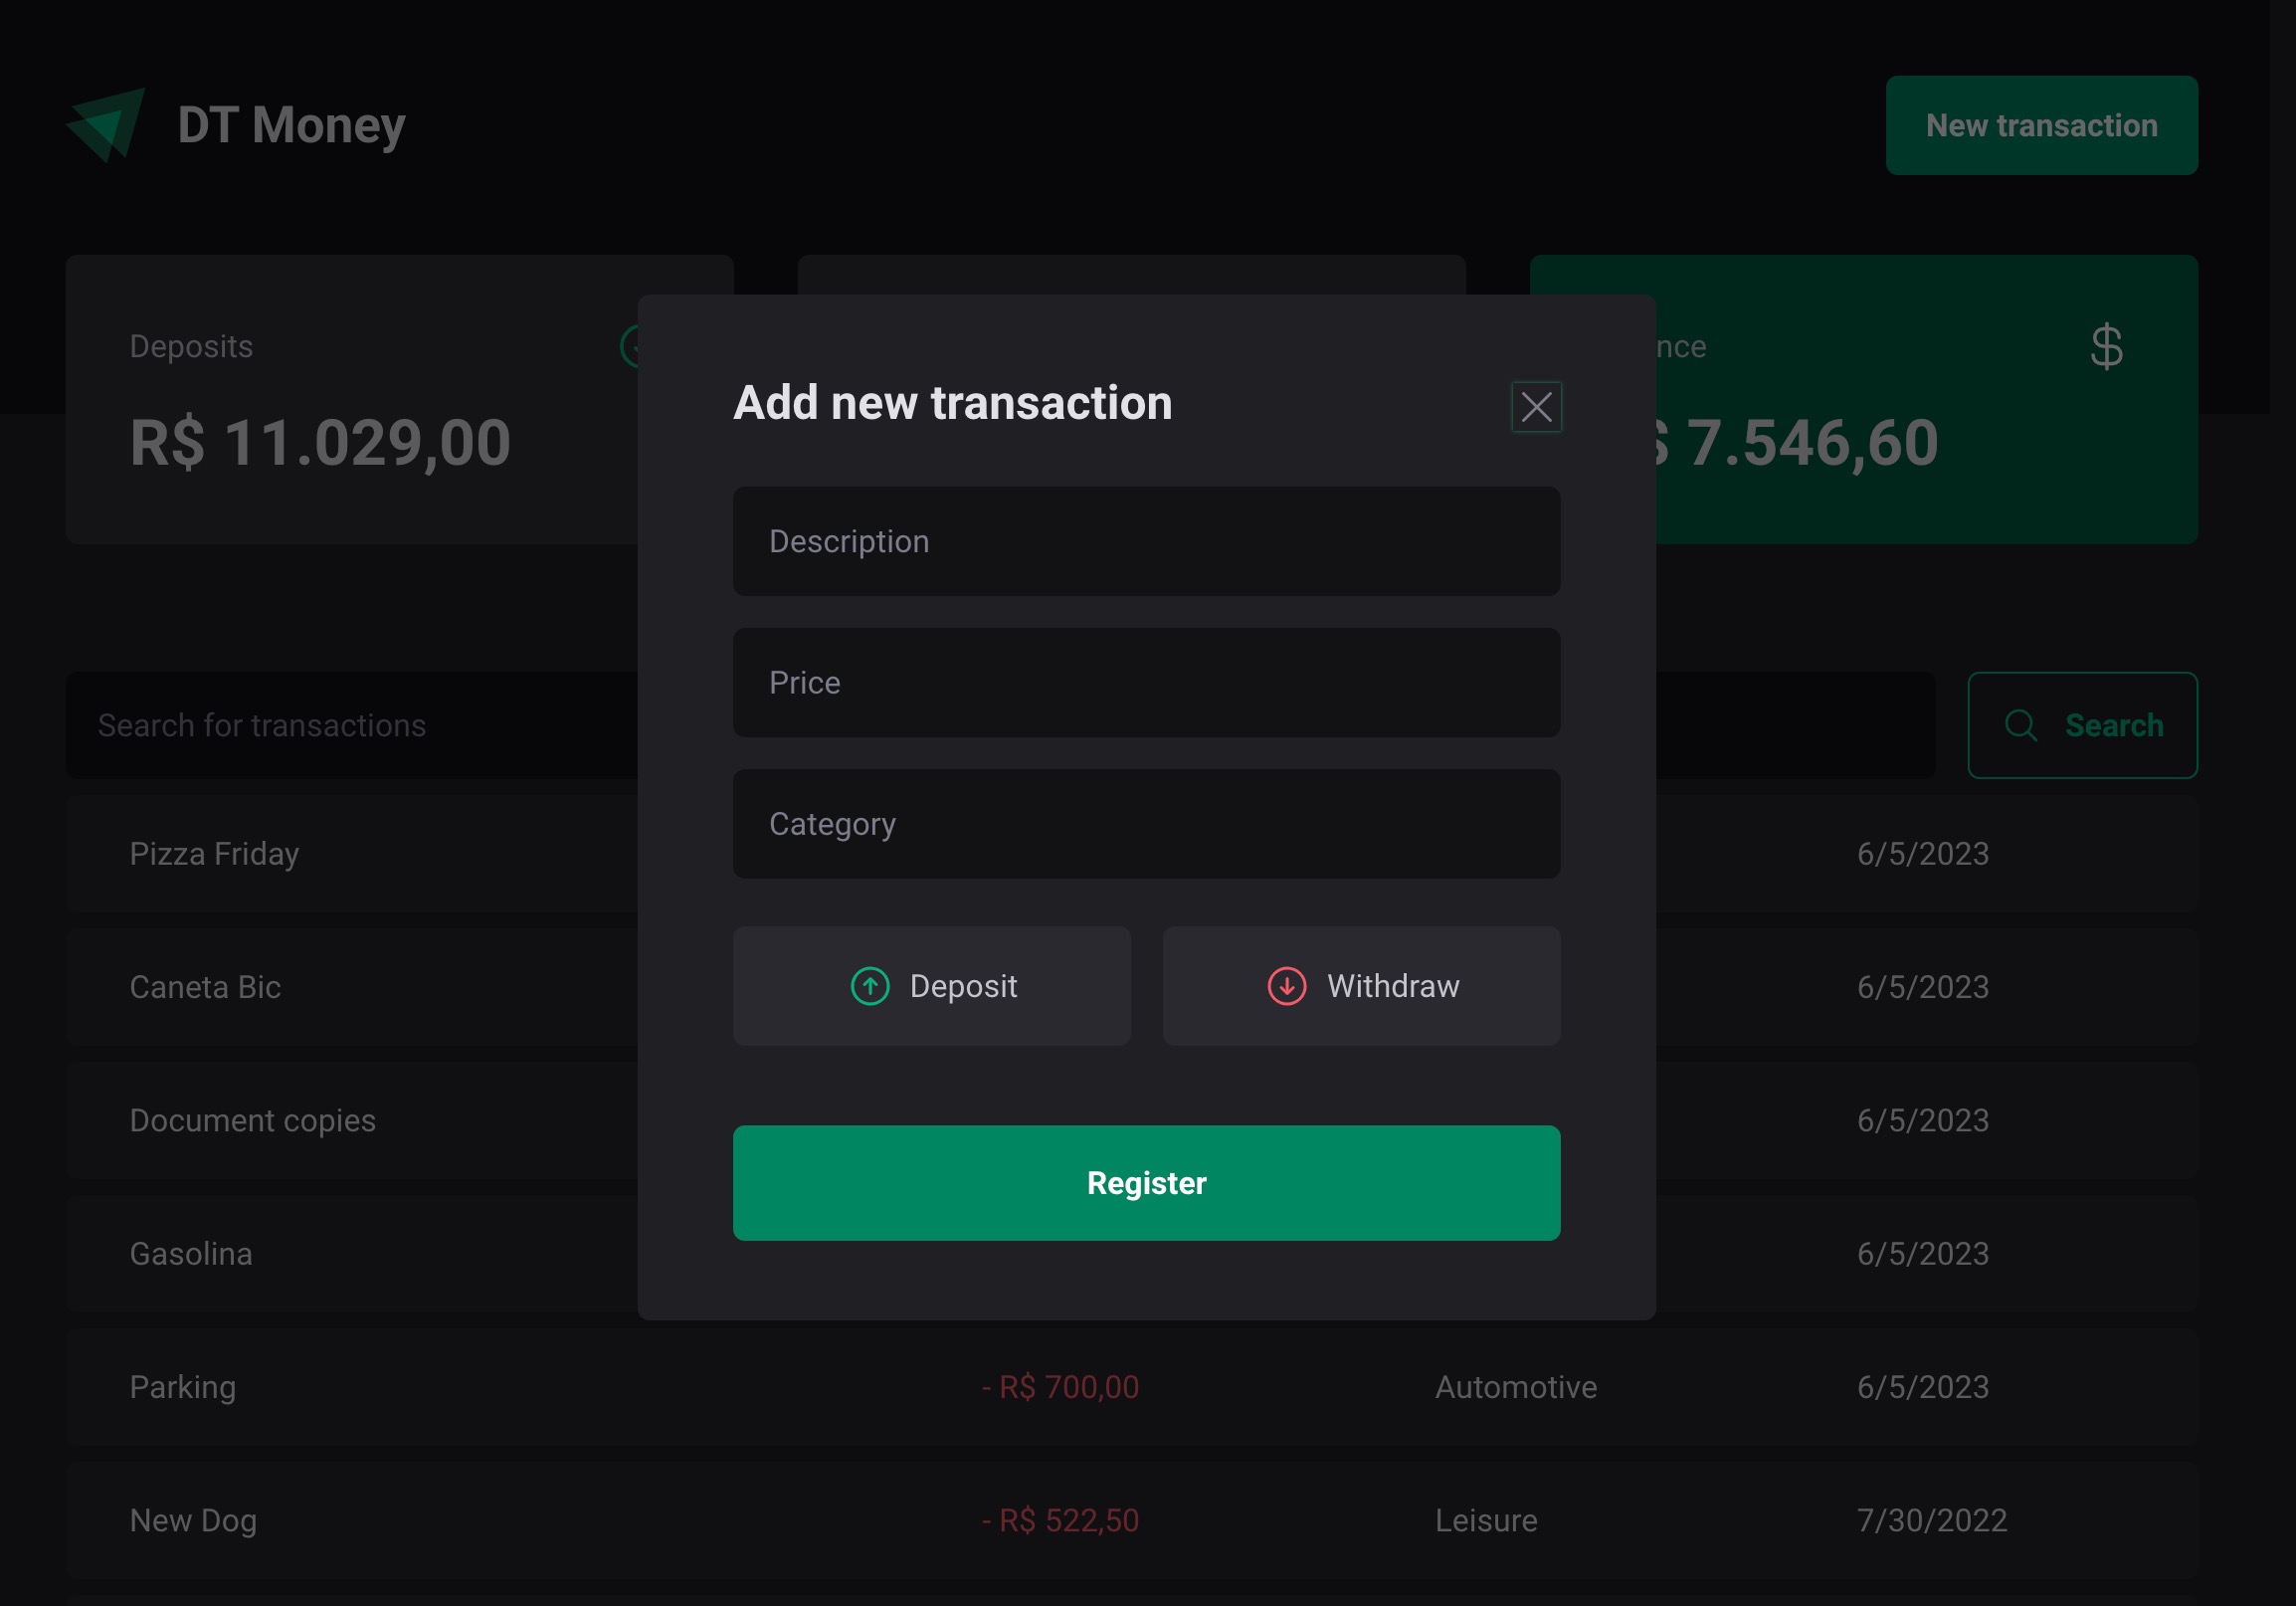 DT Money
New transaction
Deposits
R$ 11.029,00
nce
$
7.546,60
Add new transaction
Description
Price
Category
Deposit
Withdraw
Register
Search for transactions
Search
Pizza Friday
6/5/2023
Caneta Bic
6/5/2023
Document copies
6/5/2023
Gasolina
6/5/2023
Parking
- R$ 700,00
Automotive
6/5/2023
New Dog
- R$ 522,50
Leisure
7/30/2022